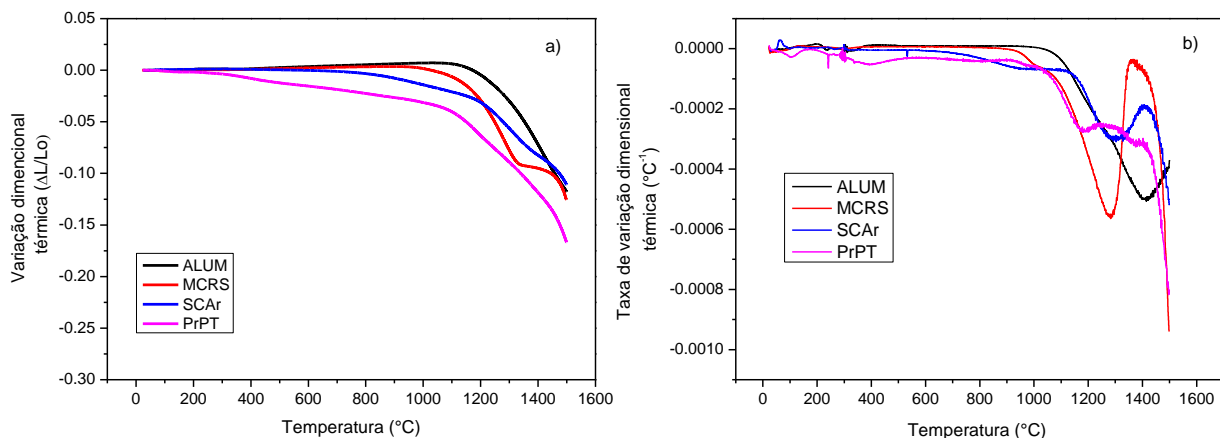 a)
Variação dimencional
térmica (ΔL/Lo)
0.05
0.00
-0.05
-0.10
-0.15
-0.20
-0.25
-0.30
ALUM
MCRS
SCAr
PrPT
0 200 400 600 800 1000 1200 1400 1600
Temperatura (°C)
b)
Taxa de variação dimensional
térmica (°C-1)
0.0000
-0.0002
-0.0004
-0.0006
-0.0008
-0.0010
ALUM
MCRS
SCAr
PrPT
0 200 400 600 800 1000 1200 1400 1600
Temperatura (°C)